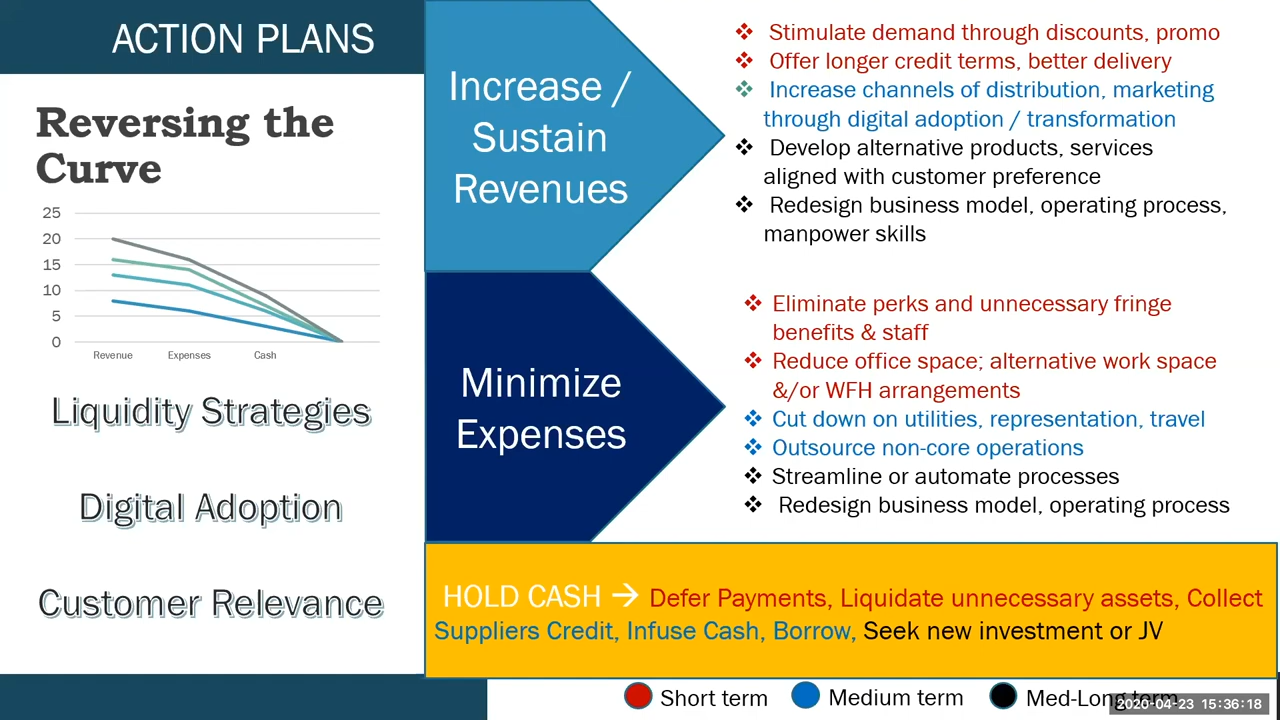 ACTION PLANS
Reversing the
Curve
25
20
15
10
5
0
Revenue Expenses Cash
Liquidity Strategies
Digital Adoption
Customer Relevance
Increase /
Sustain
Revenues
❖ Stimulate demand through discounts, promo
❖ Offer longer credit terms, better delivery
❖ Increase channels of distribution, marketing
through digital adoption / transformation
❖ Develop alternative products, services
aligned with customer preference
❖ Redesign business model, operating process,
manpower skills
Minimize
Expenses
❖ Eliminate perks and unnecessary fringe
benefits & staff
❖ Reduce office space; alternative work space
&/or WFH arrangements
❖ Cut down on utilities, representation, travel
❖ Outsource non-core operations
❖ Streamline or automate processes
❖ Redesign business model, operating process
HOLD CASH → Defer Payments, Liquidate unnecessary assets, Collect
Suppliers Credit, Infuse Cash, Borrow, Seek new investment or JV
Short term Medium term Med-Long term
2020-04-23 15:36:18